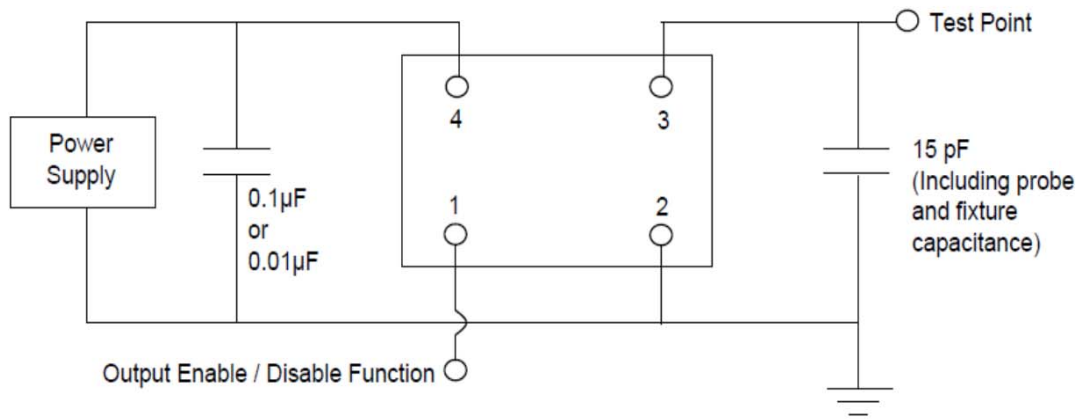 Test Point
4
3
Power
Supply
0.1µF
or
0.01µF
1
2
15 pF
(Including probe
and fixture
capacitance)
Output Enable / Disable Function